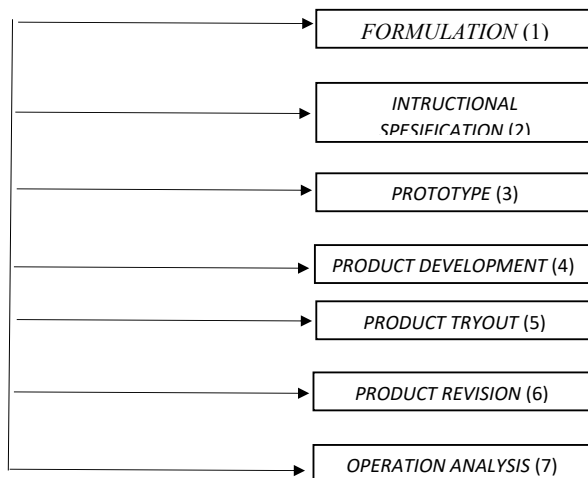 FORMULATION (1)
INTRUCTIONAL
SPESIFICATION (2)
PROTOTYPE (3)
PRODUCT DEVELOPMENT (4)
PRODUCT TRYOUT (5)
PRODUCT REVISION (6)
OPERATION ANALYSIS (7)